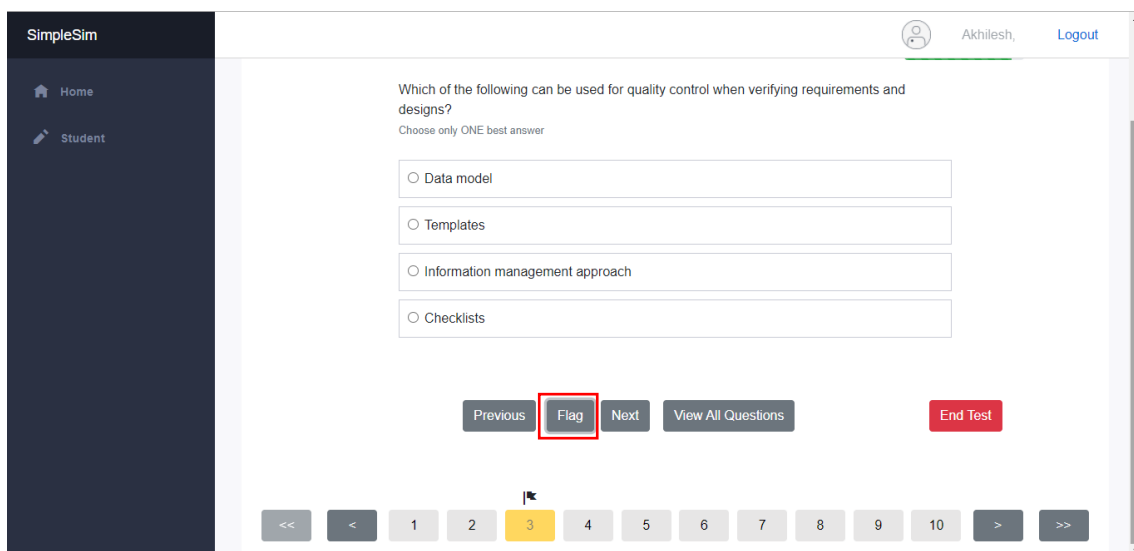 SimpleSim
Akhilesh,
Logout
Home
Student
Which of the following can be used for quality control when verifying requirements and
designs?
Choose only ONE best answer
Data model
Templates
Information management approach
Checklists
Previous
Flag
Next
View All Questions
End Test
<<
<
1
2
3
4
5
6
7
8
9
10
>
>>